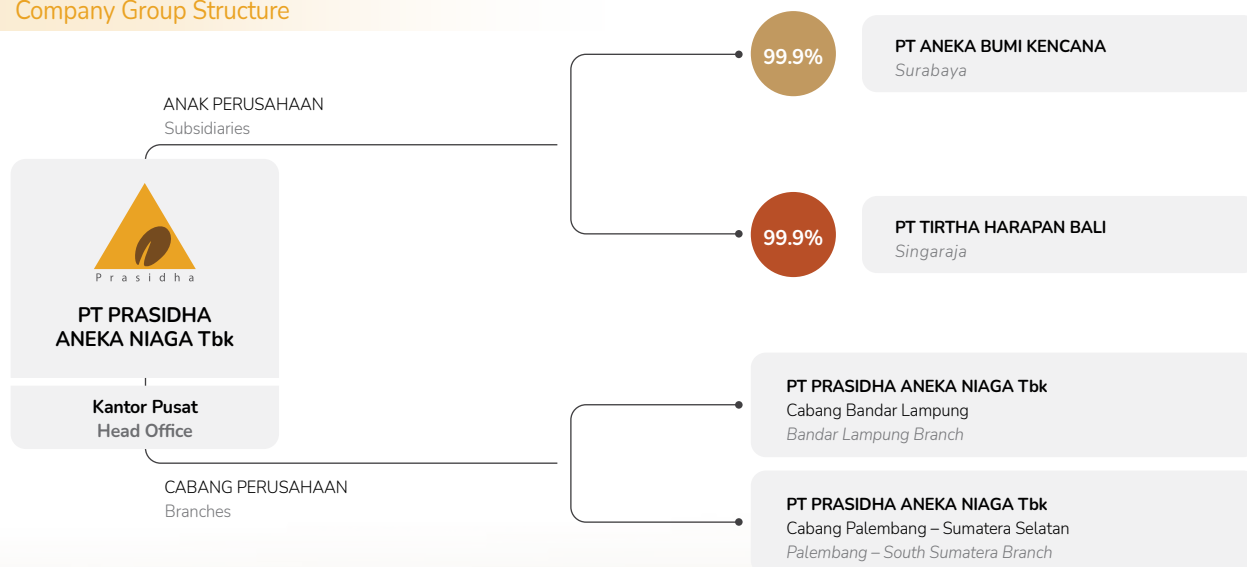 Company Group Structure
ANAK PERUSAHAAN
Subsidiaries
Prasidha
PT PRASIDHA
ANEKA NIAGA Tbk
Kantor Pusat
Head Office
CABANG PERUSAHAAN
Branches
99.9%
PT ANEKA BUMI KENCANA
Surabaya
99.9%
PT TIRTHA HARAPAN BALI
Singaraja
PT PRASIDHA ANEKA NIAGA Tbk
Cabang Bandar Lampung
Bandar Lampung Branch
PT PRASIDHA ANEKA NIAGA Tbk
Cabang Palembang – Sumatera Selatan
Palembang – South Sumatera Branch